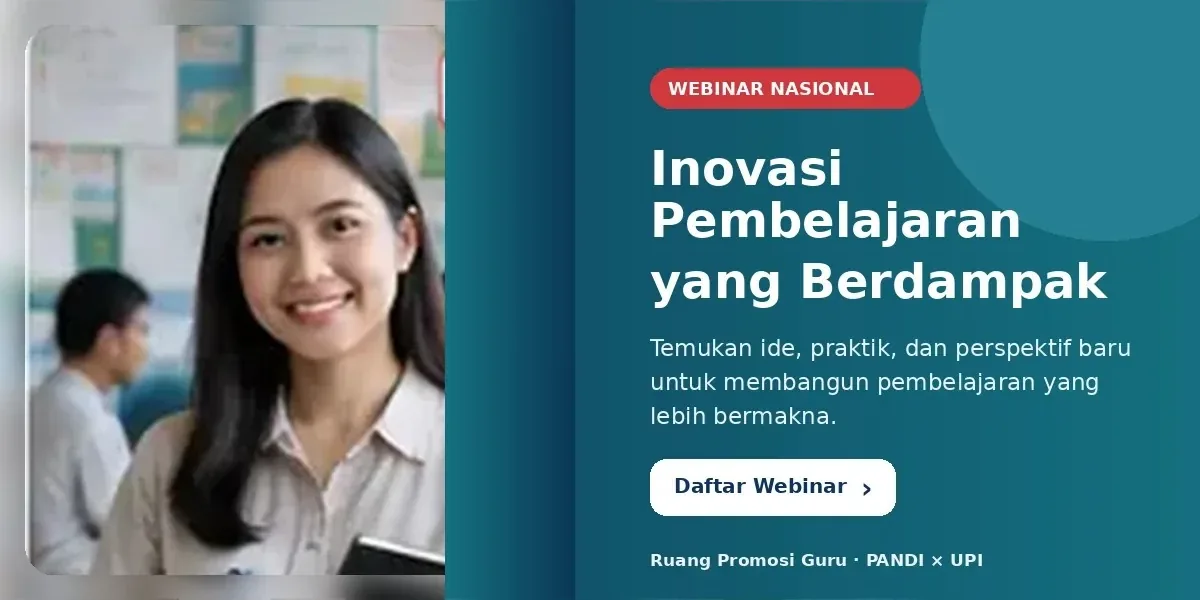 WEBINAR NASIONAL
Inovasi
Pembelajaran
yang Berdampak
Temukan ide, praktik, dan perspektif baru
untuk membangun pembelajaran yang
lebih bermakna.
Daftar Webinar ›
Ruang Promosi Guru · PANDI × UPI